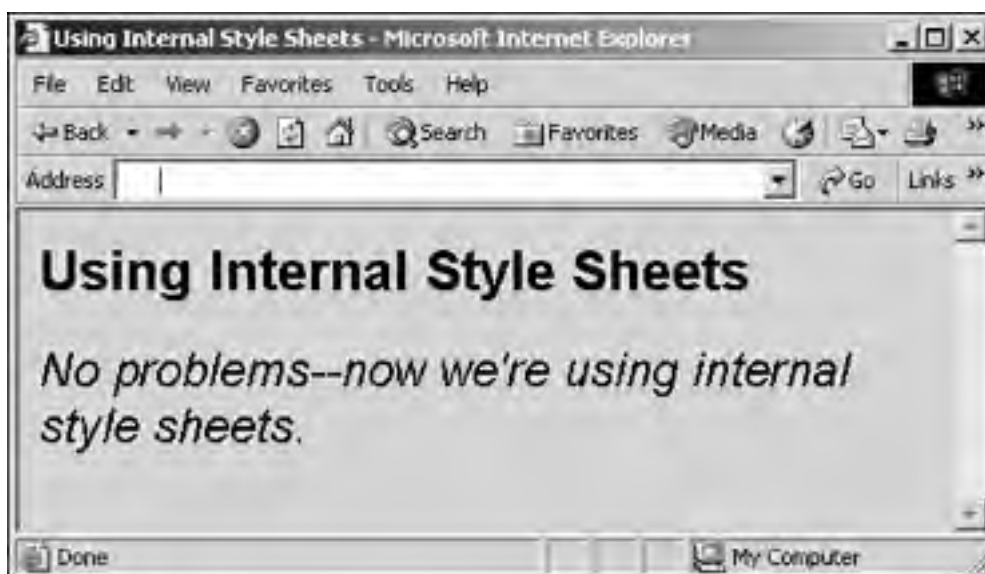 Using Internal Style Sheets - Microsoft Internet Explorer
File Edit View Favorites Tools Help
Back Search Favorites Media »
Address Go Links »
Using Internal Style Sheets
No problems--now we're using internal
style sheets.
Done My Computer